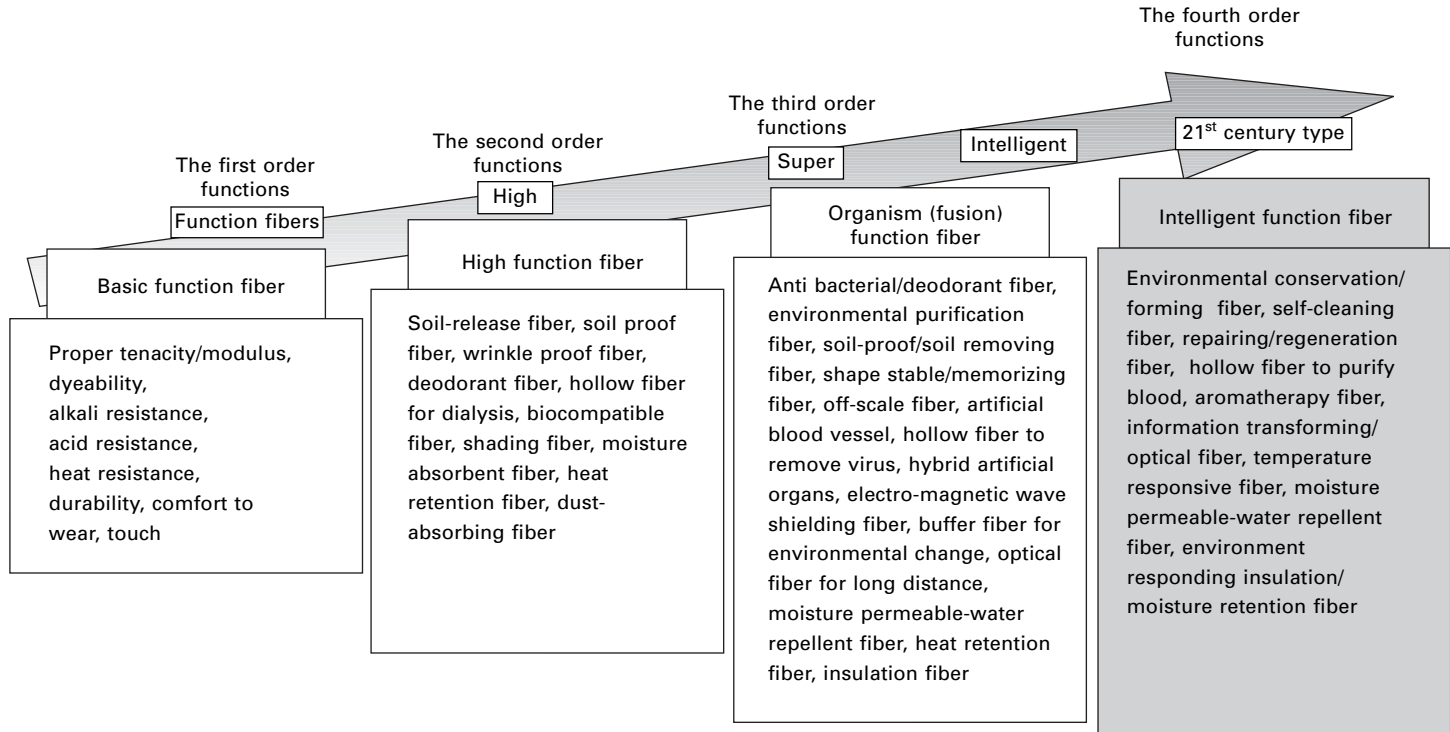 The first order
functions
Function fibers
Basic function fiber
Proper tenacity/modulus,
dyeability,
alkali resistance,
acid resistance,
heat resistance,
durability, comfort to
wear, touch
The second order
functions
High
High function fiber
Soil-release fiber, soil proof
fiber, wrinkle proof fiber,
deodorant fiber, hollow fiber
for dialysis, biocompatible
fiber, shading fiber, moisture
absorbent fiber, heat
retention fiber, dust-
absorbing fiber
The third order
functions
Super
Organism (fusion)
function fiber
Anti bacterial/deodorant fiber,
environmental purification
fiber, soil-proof/soil removing
fiber, shape stable/memorizing
fiber, off-scale fiber, artificial
blood vessel, hollow fiber to
remove virus, hybrid artificial
organs, electro-magnetic wave
shielding fiber, buffer fiber for
environmental change, optical
fiber for long distance,
moisture permeable-water
repellent fiber, heat retention
fiber, insulation fiber
Intelligent
The fourth order
functions
21st century type
Intelligent function fiber
Environmental conservation/
forming fiber, self-cleaning
fiber, repairing/regeneration
fiber, hollow fiber to purify
blood, aromatherapy fiber,
information transforming/
optical fiber, temperature
responsive fiber, moisture
permeable-water repellent
fiber, environment
responding insulation/
moisture retention fiber